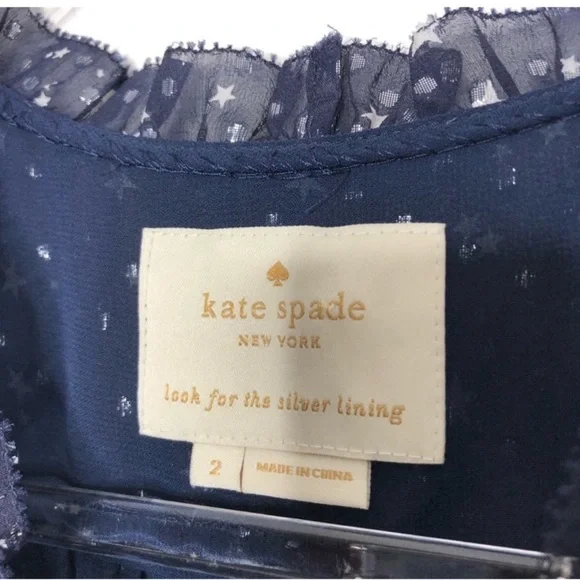 kate spade
NEW YORK
look for the silver lining
2 MADE IN CHINA